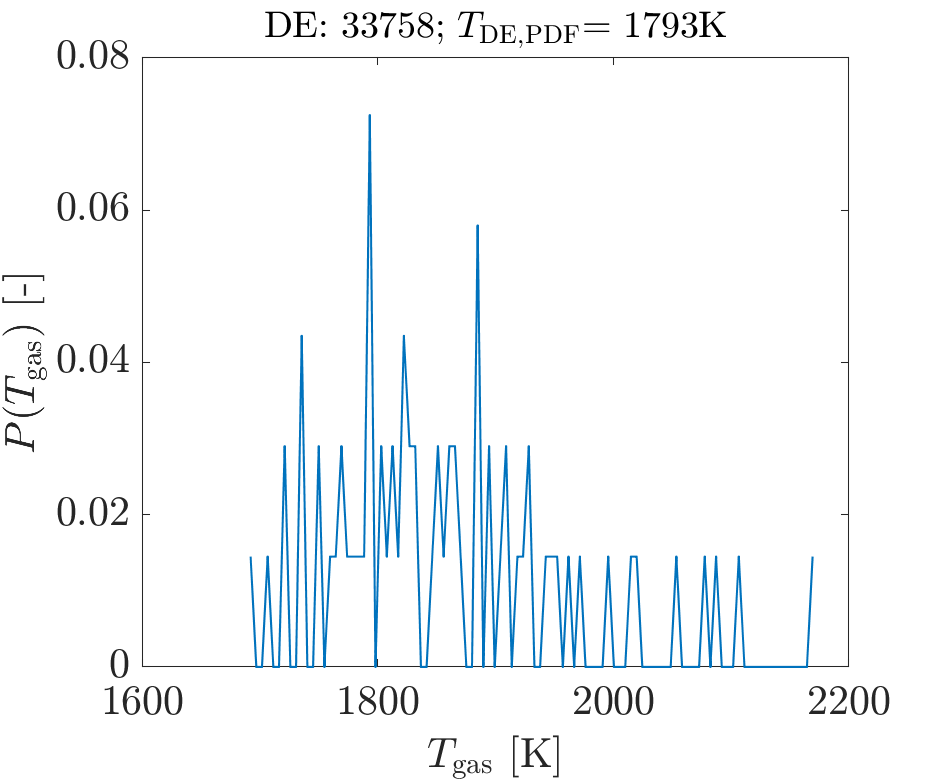 DE: 33758; T_DE,PDF= 1793K
0.08
0.06
0.04
0.02
0
P(T_gas) [-]
1600 1800 2000 2200
T_gas [K]